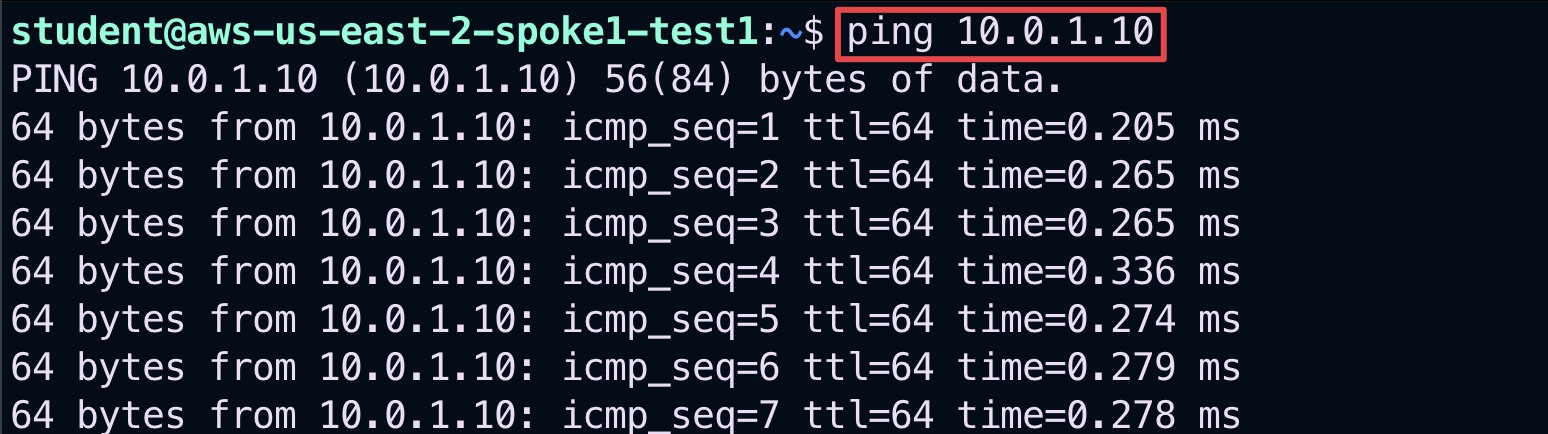 student@aws-us-east-2-spoke1-test1:~$ ping 10.0.1.10
PING 10.0.1.10 (10.0.1.10) 56(84) bytes of data.
64 bytes from 10.0.1.10: icmp_seq=1 ttl=64 time=0.205 ms
64 bytes from 10.0.1.10: icmp_seq=2 ttl=64 time=0.265 ms
64 bytes from 10.0.1.10: icmp_seq=3 ttl=64 time=0.265 ms
64 bytes from 10.0.1.10: icmp_seq=4 ttl=64 time=0.336 ms
64 bytes from 10.0.1.10: icmp_seq=5 ttl=64 time=0.274 ms
64 bytes from 10.0.1.10: icmp_seq=6 ttl=64 time=0.279 ms
64 bytes from 10.0.1.10: icmp_seq=7 ttl=64 time=0.278 ms